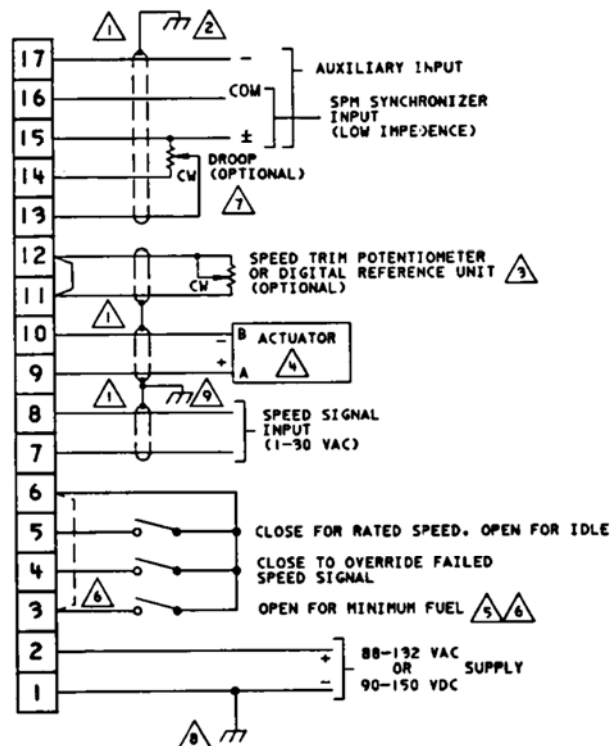 1 2
17 - AUXILIARY INPUT
16 COM SPM SYNCHRONIZER
INPUT
(LOW IMPEDENCE)
15 ±
DROOP
(OPTIONAL)
14 CW
7
13
12 SPEED TRIM POTENTIOMETER
OR DIGITAL REFERENCE UNIT
(OPTIONAL) 3
CW
11
1
10 - B ACTUATOR
4
9 + A
1 9
8 SPEED SIGNAL
INPUT
(1-30 VAC)
7
6
5 CLOSE FOR RATED SPEED. OPEN FOR IDLE
4 CLOSE TO OVERRIDE FAILED
SPEED SIGNAL
6
3 OPEN FOR MINIMUM FUEL 5 6
2 + 88-132 VAC
OR SUPPLY
1 - 90-150 VDC
8